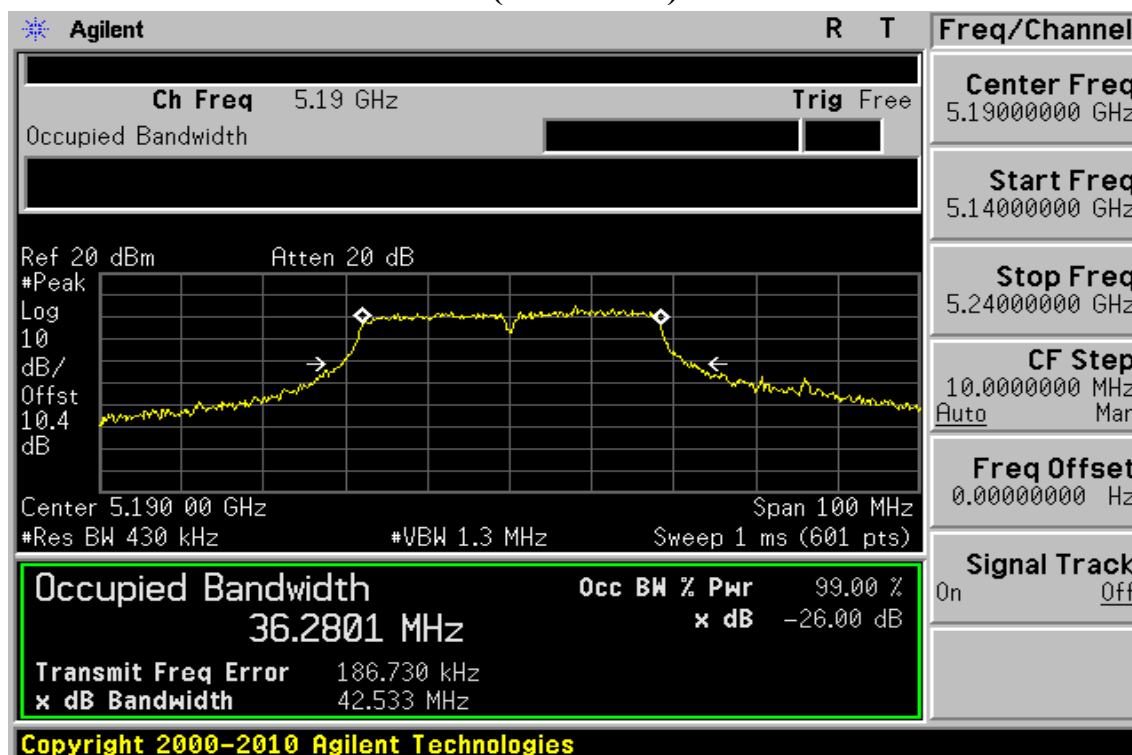 Agilent R T Freq/Channel
Ch Freq 5.19 GHz Trig Free
Occupied Bandwidth
Center Freq
5.19000000 GHz
Start Freq
5.14000000 GHz
Stop Freq
5.24000000 GHz
CF Step
10.0000000 MHz
Auto Man
Freq Offset
0.00000000 Hz
Signal Track
On Off
Ref 20 dBm Atten 20 dB
#Peak
Log
10
dB/
Offst
10.4
dB
Center 5.190 00 GHz Span 100 MHz
#Res BW 430 kHz #VBW 1.3 MHz Sweep 1 ms (601 pts)
Occupied Bandwidth Occ BW % Pwr 99.00 %
36.2801 MHz x dB -26.00 dB
Transmit Freq Error 186.730 kHz
x dB Bandwidth 42.533 MHz
Copyright 2000-2010 Agilent Technologies